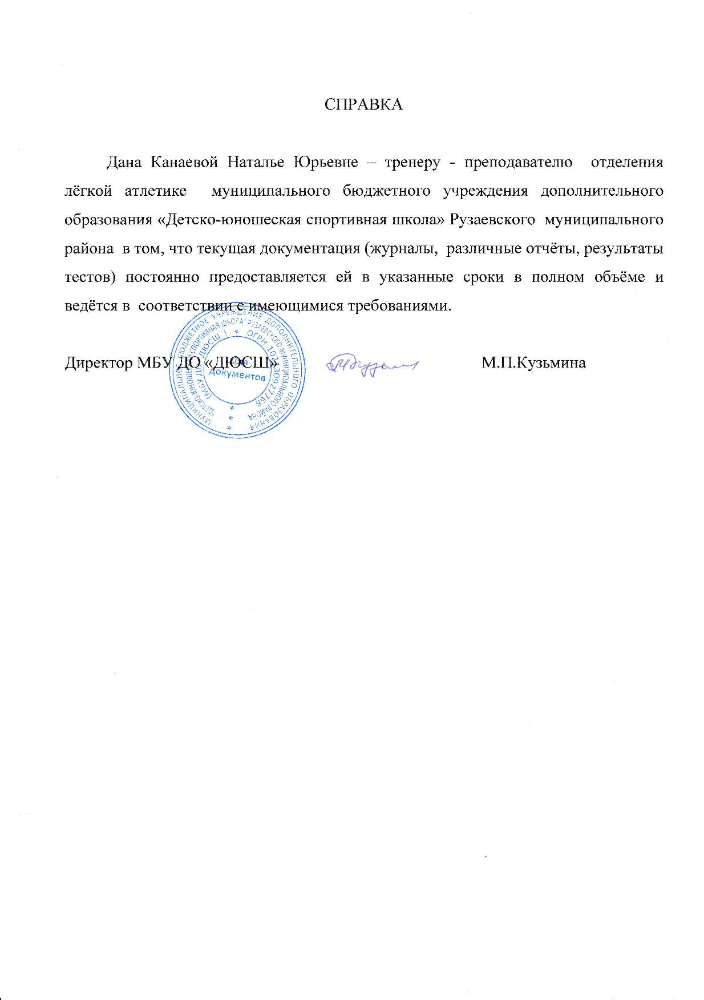 СПРАВКА
Дана Канаевой Наталье Юрьевне – тренеру - преподавателю отделения
лёгкой атлетике муниципального бюджетного учреждения дополнительного
образования «Детско-юношеская спортивная школа» Рузаевского муниципального
района в том, что текущая документация (журналы, различные отчёты, результаты
тестов) постоянно предоставляется ей в указанные сроки в полном объёме и
ведётся в соответствии с имеющимися требованиями.
Директор МБУ ДО «ДЮСШ» М.П.Кузьмина
МУНИЦИПАЛЬНОЕ БЮДЖЕТНОЕ УЧРЕЖДЕНИЕ ДОПОЛНИТЕЛЬНОГО ОБРАЗОВАНИЯ
"ДЕТСКО-ЮНОШЕСКАЯ СПОРТИВНАЯ ШКОЛА" РУЗАЕВСКОГО МУНИЦИПАЛЬНОГО РАЙОНА
(МБУ ДО "ДЮСШ") * ОГРН
Для
документов